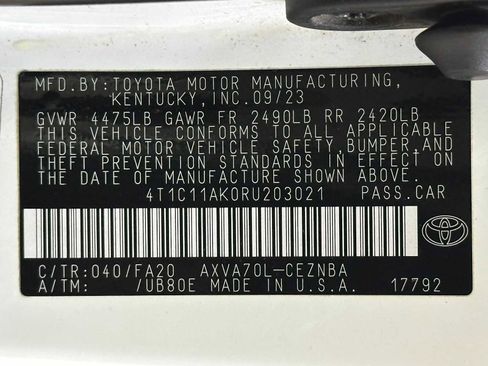 MFD.BY:TOYOTA MOTOR MANUFACTURING,
KENTUCKY,INC.09/23
GVWR 4475LB GAWR FR 2490LB RR 2420LB
THIS VEHICLE CONFORMS TO ALL APPLICABLE
FEDERAL MOTOR VEHICLE SAFETY,BUMPER,AND
THEFT PREVENTION STANDARDS IN EFFECT ON
THE DATE OF MANUFACTURE SHOWN ABOVE.
4T1C11AK0RU203021 PASS.CAR
C/TR:040/FA20 AXVA70L-CEZNBA
A/TM: /UB80E MADE IN U.S.A. 17792